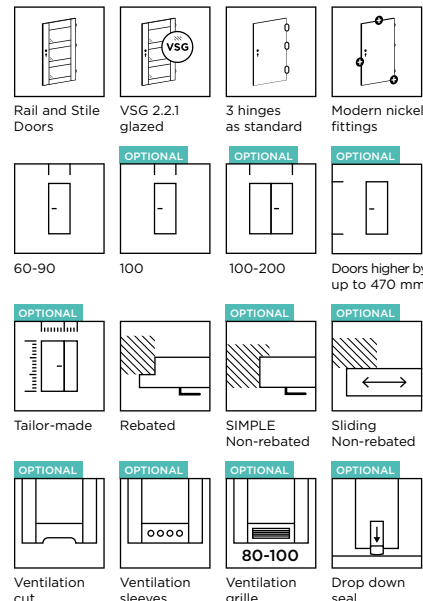 VSG
Rail and Stile
Doors
VSG 2.2.1
glazed
3 hinges
as standard
Modern nickel
fittings
OPTIONAL
OPTIONAL
OPTIONAL
60-90
100
100-200
Doors higher by
up to 470 mm
OPTIONAL
OPTIONAL
OPTIONAL
Tailor-made
Rebated
SIMPLE
Non-rebated
Sliding
Non-rebated
OPTIONAL
OPTIONAL
OPTIONAL
OPTIONAL
80-100
Ventilation
cut
Ventilation
sleeves
Ventilation
grille
Drop down
seal